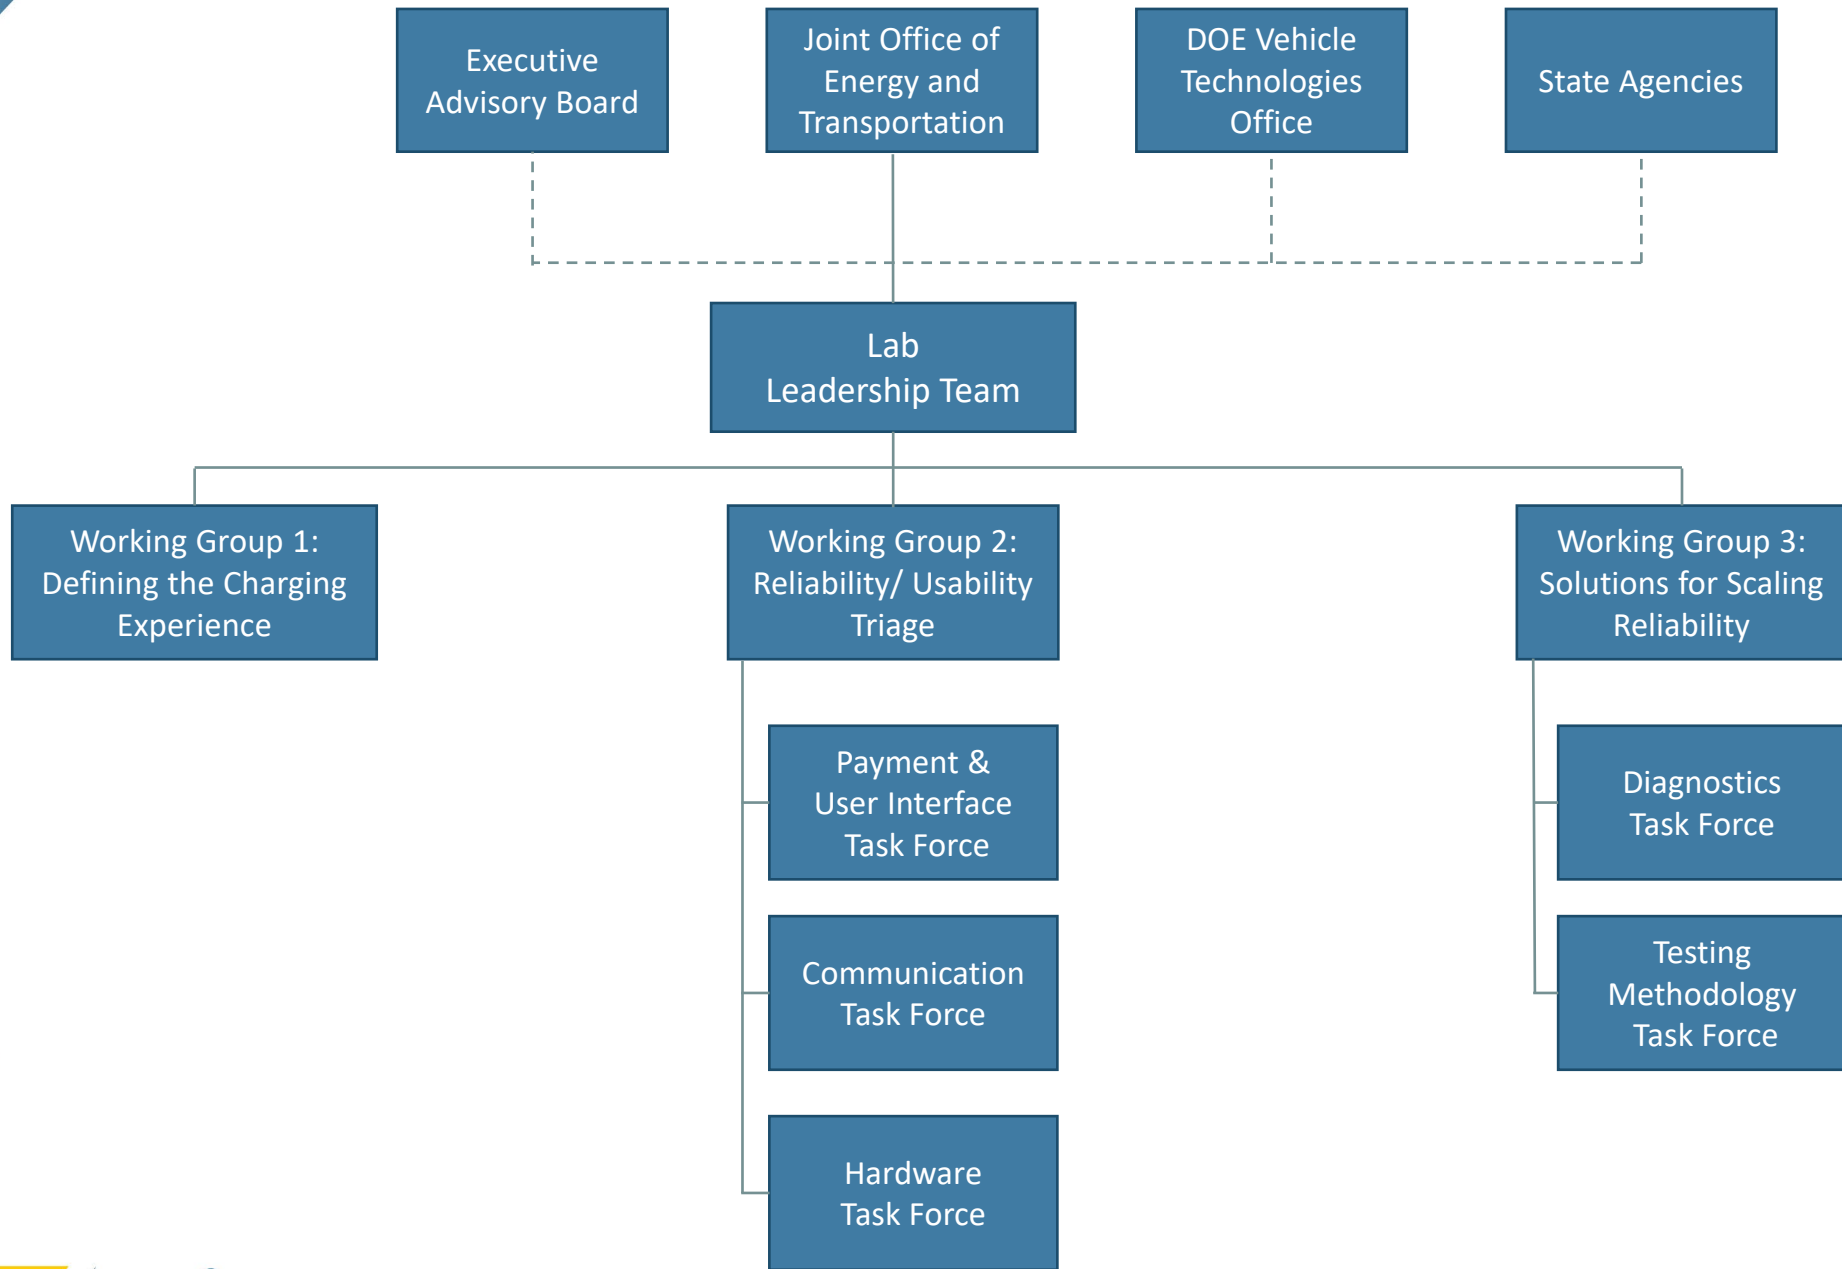 Executive
Advisory Board
Joint Office of
Energy and
Transportation
DOE Vehicle
Technologies
Office
State Agencies
Lab
Leadership Team
Working Group 1:
Defining the Charging
Experience
Working Group 2:
Reliability/ Usability
Triage
Working Group 3:
Solutions for Scaling
Reliability
Payment &
User Interface
Task Force
Diagnostics
Task Force
Communication
Task Force
Testing
Methodology
Task Force
Hardware
Task Force